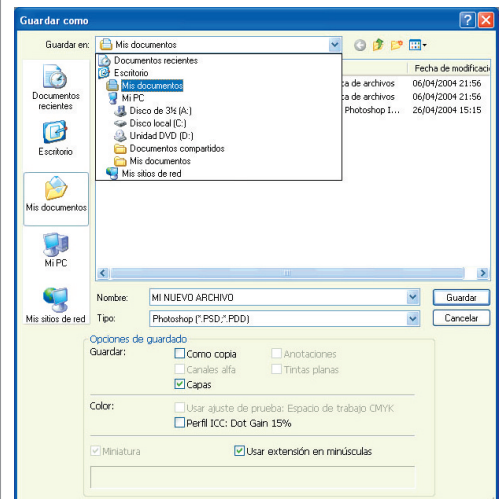 Guardar como
Guardar en: Mis documentos
Documentos recientes
Escritorio
Mis documentos
Mi PC
Disco de 3½ (A:)
Disco local (C:)
Unidad DVD (D:)
Documentos compartidos
Mis documentos
Mis sitios de red
Fecha de modificaci
ca de archivos 06/04/2004 21:56
ca de archivos 06/04/2004 21:56
Photoshop I... 26/04/2004 15:15
Documentos
recientes
Escritorio
Mis documentos
Mi PC
Mis sitios de red
Nombre: MI NUEVO ARCHIVO Guardar
Tipo: Photoshop (*.PSD;*.PDD) Cancelar
Opciones de guardado
Guardar: Como copia Anotaciones
Canales alfa Tintas planas
Capas
Color: Usar ajuste de prueba: Espacio de trabajo CMYK
Perfil ICC: Dot Gain 15%
Miniatura Usar extensión en minúsculas